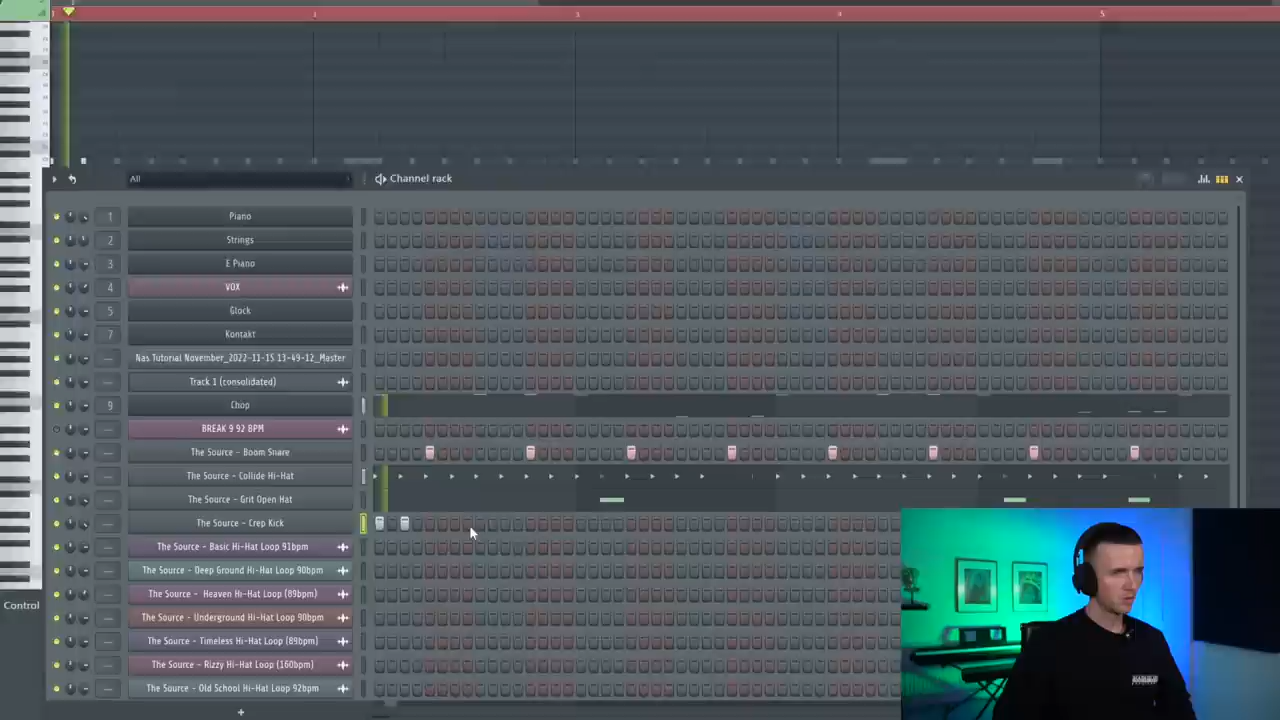 3
4
5
All
Channel rack
1 Piano
2 Strings
3 E Piano
4 VOX
5 Glock
7 Kontakt
Nas Tutorial November_2022-11-15 13-49-12_Master
Track 1 (consolidated)
9 Chop
BREAK 9 92 BPM
The Source - Boom Snare
The Source - Collide Hi-Hat
The Source - Grit Open Hat
The Source - Crep Kick
The Source - Basic Hi-Hat Loop 91bpm
The Source - Deep Ground Hi-Hat Loop 90bpm
Control
The Source - Heaven Hi-Hat Loop (89bpm)
The Source - Underground Hi-Hat Loop 90bpm
The Source - Timeless Hi-Hat Loop (89bpm)
The Source - Rizzy Hi-Hat Loop (160bpm)
The Source - Old School Hi-Hat Loop 92bpm
+